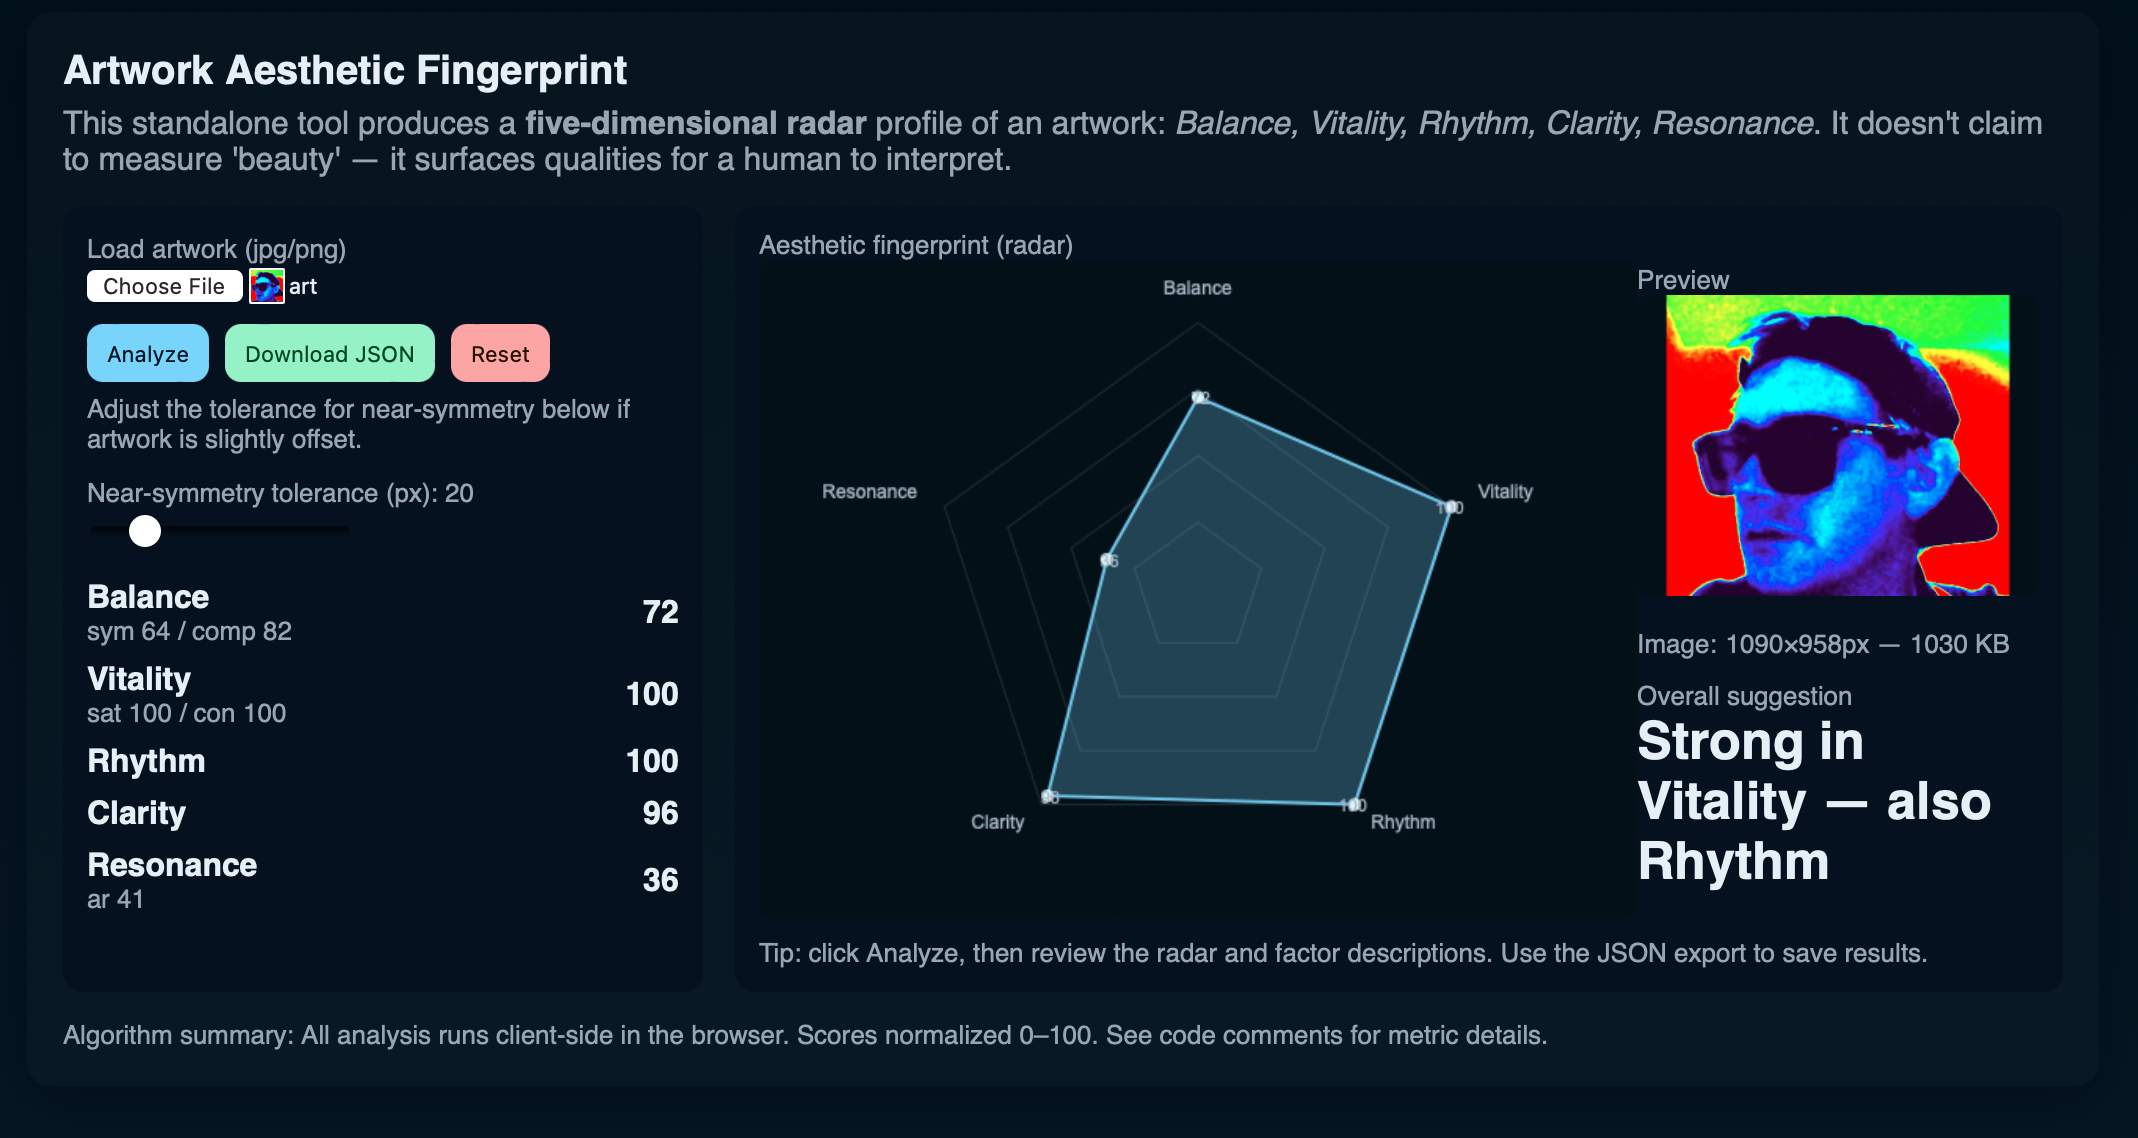 Artwork Aesthetic Fingerprint
This standalone tool produces a five-dimensional radar profile of an artwork: Balance, Vitality, Rhythm, Clarity, Resonance. It doesn't claim
to measure 'beauty' — it surfaces qualities for a human to interpret.
Load artwork (jpg/png)
Choose File art
Analyze Download JSON Reset
Adjust the tolerance for near-symmetry below if
artwork is slightly offset.
Near-symmetry tolerance (px): 20
Balance 72
sym 64 / comp 82
Vitality 100
sat 100 / con 100
Rhythm 100
Clarity 96
Resonance 36
ar 41
Aesthetic fingerprint (radar)
Balance
72
Vitality
100
Rhythm
100
Clarity
96
Resonance
36
Preview
Image: 1090×958px — 1030 KB
Overall suggestion
Strong in
Vitality — also
Rhythm
Tip: click Analyze, then review the radar and factor descriptions. Use the JSON export to save results.
Algorithm summary: All analysis runs client-side in the browser. Scores normalized 0–100. See code comments for metric details.